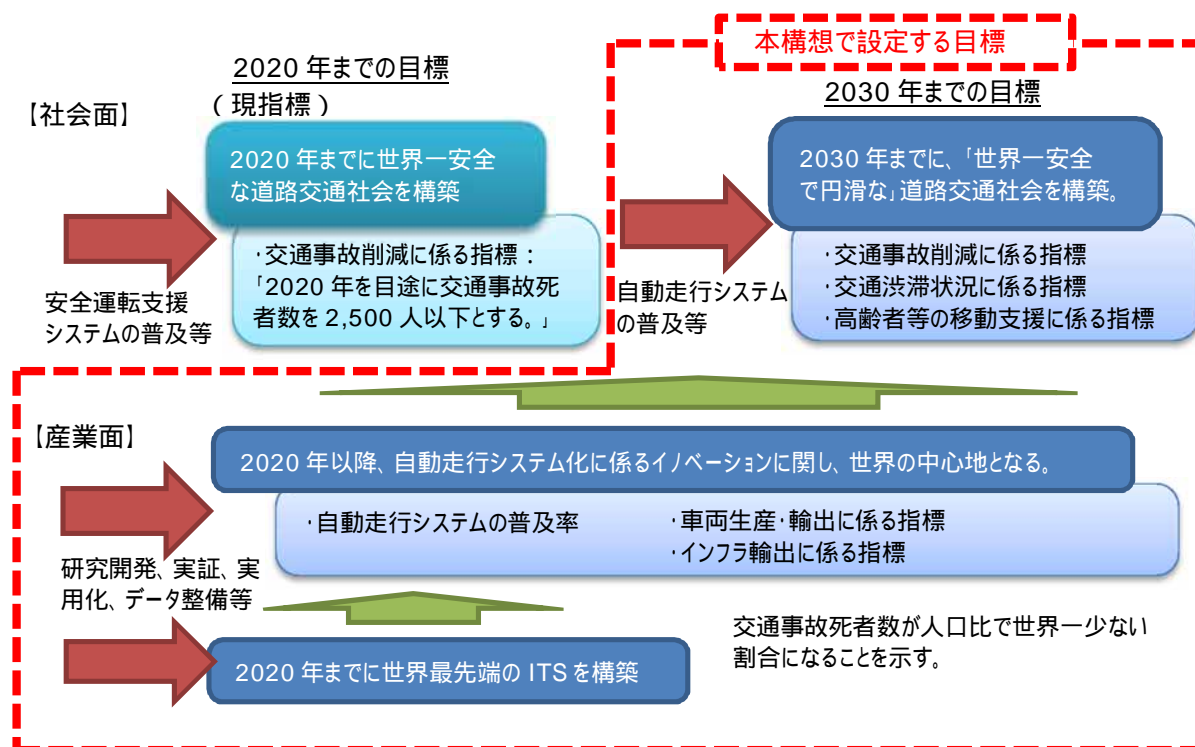 本構想で設定する目標
2020 年までの目標
（現指標）
2030 年までの目標
【社会面】
2020 年までに世界一安全
な道路交通社会を構築
・交通事故削減に係る指標：
「2020 年を目途に交通事故死
者数を 2,500 人以下とする。」
安全運転支援
システムの普及等
2030 年までに、「世界一安全
で円滑な」道路交通社会を構築。
・交通事故削減に係る指標
・交通渋滞状況に係る指標
・高齢者等の移動支援に係る指標
自動走行システム
の普及等
【産業面】
2020 年以降、自動走行システム化に係るイノベーションに関し、世界の中心地となる。
・自動走行システムの普及率
・車両生産・輸出に係る指標
・インフラ輸出に係る指標
研究開発、実証、実
用化、データ整備等
2020 年までに世界最先端の ITS を構築
交通事故死者数が人口比で世界一少ない
割合になることを示す。